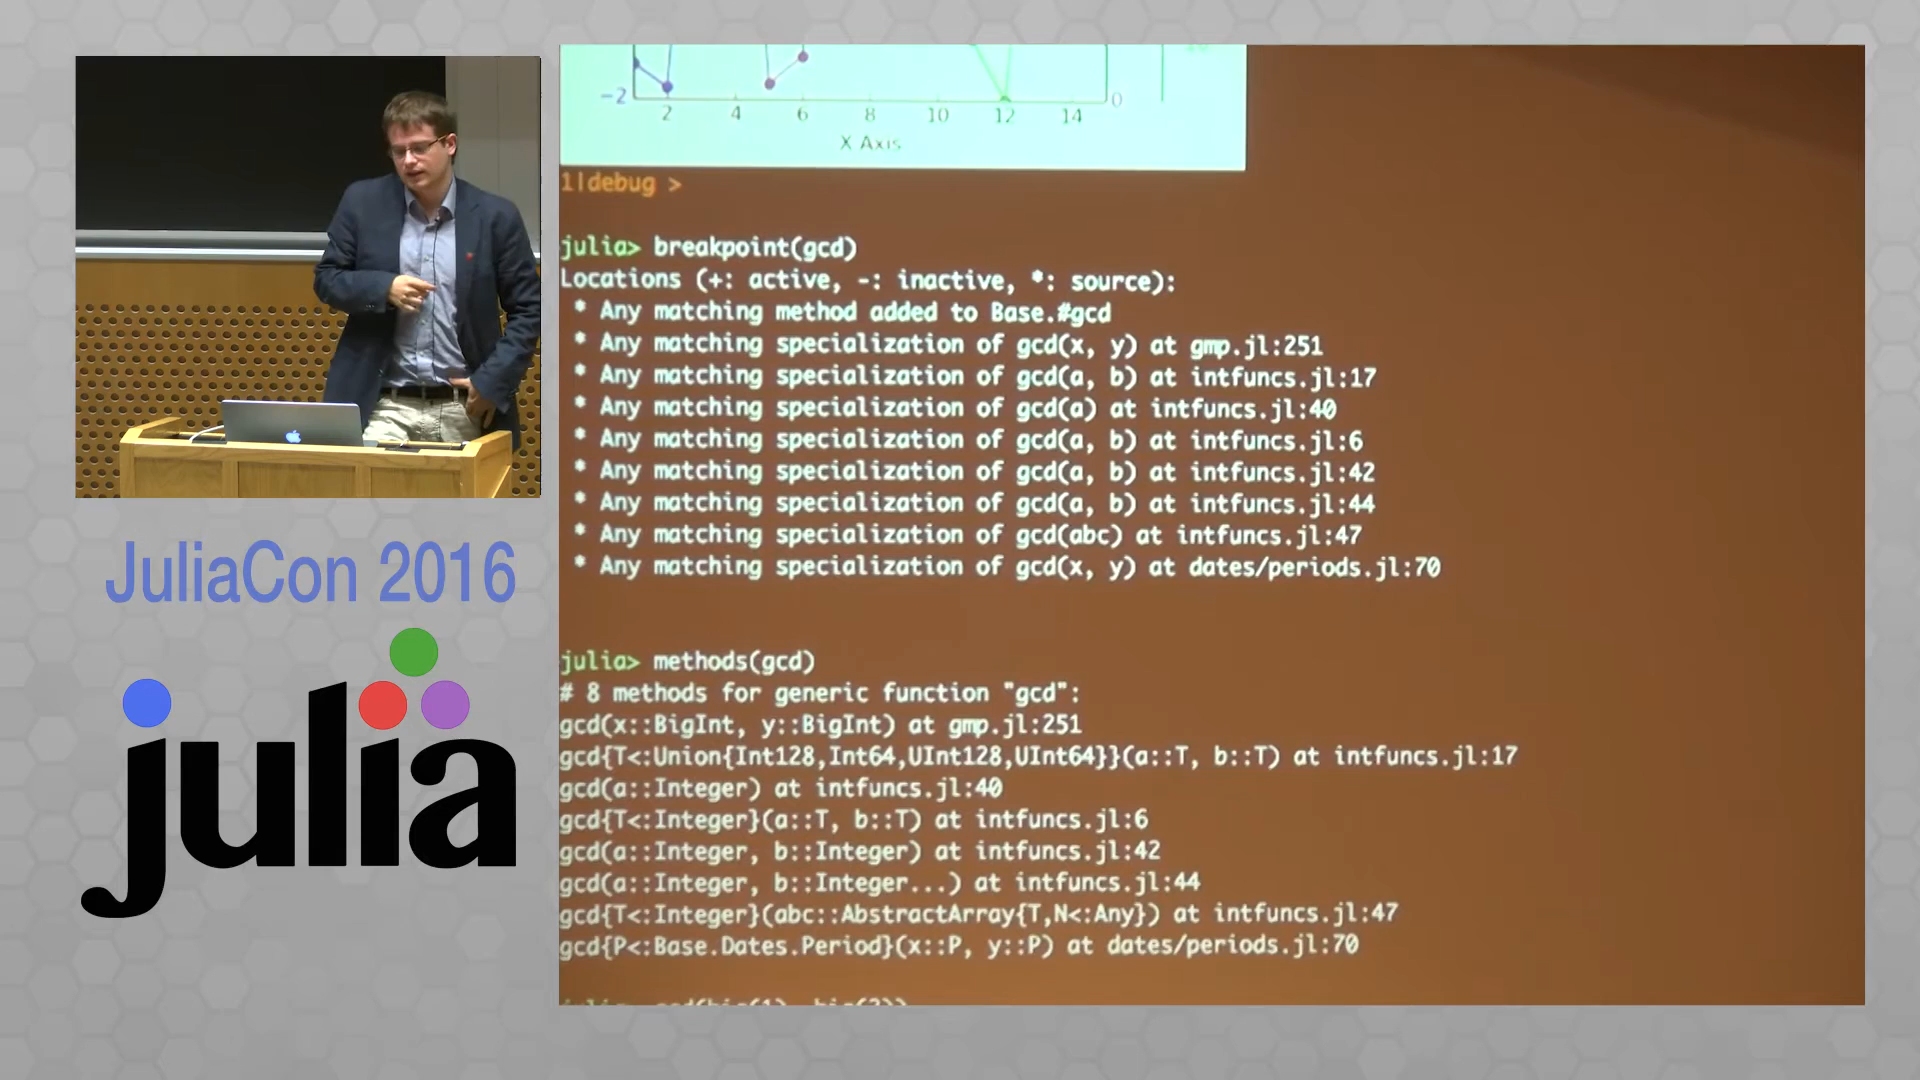 -2
0
2 4 6 8 10 12 14
X Axis
1|debug >
julia> breakpoint(gcd)
Locations (+: active, -: inactive, *: source):
* Any matching method added to Base.#gcd
* Any matching specialization of gcd(x, y) at gmp.jl:251
* Any matching specialization of gcd(a, b) at intfuncs.jl:17
* Any matching specialization of gcd(a) at intfuncs.jl:40
* Any matching specialization of gcd(a, b) at intfuncs.jl:6
* Any matching specialization of gcd(a, b) at intfuncs.jl:42
* Any matching specialization of gcd(a, b) at intfuncs.jl:44
* Any matching specialization of gcd(abc) at intfuncs.jl:47
* Any matching specialization of gcd(x, y) at dates/periods.jl:70
julia> methods(gcd)
# 8 methods for generic function "gcd":
gcd(x::BigInt, y::BigInt) at gmp.jl:251
gcd{T<:Union{Int128,Int64,UInt128,UInt64}}(a::T, b::T) at intfuncs.jl:17
gcd(a::Integer) at intfuncs.jl:40
gcd{T<:Integer}(a::T, b::T) at intfuncs.jl:6
gcd(a::Integer, b::Integer) at intfuncs.jl:42
gcd(a::Integer, b::Integer...) at intfuncs.jl:44
gcd{T<:Integer}(abc::AbstractArray{T,N<:Any}) at intfuncs.jl:47
gcd{P<:Base.Dates.Period}(x::P, y::P) at dates/periods.jl:70
JuliaCon 2016
julia